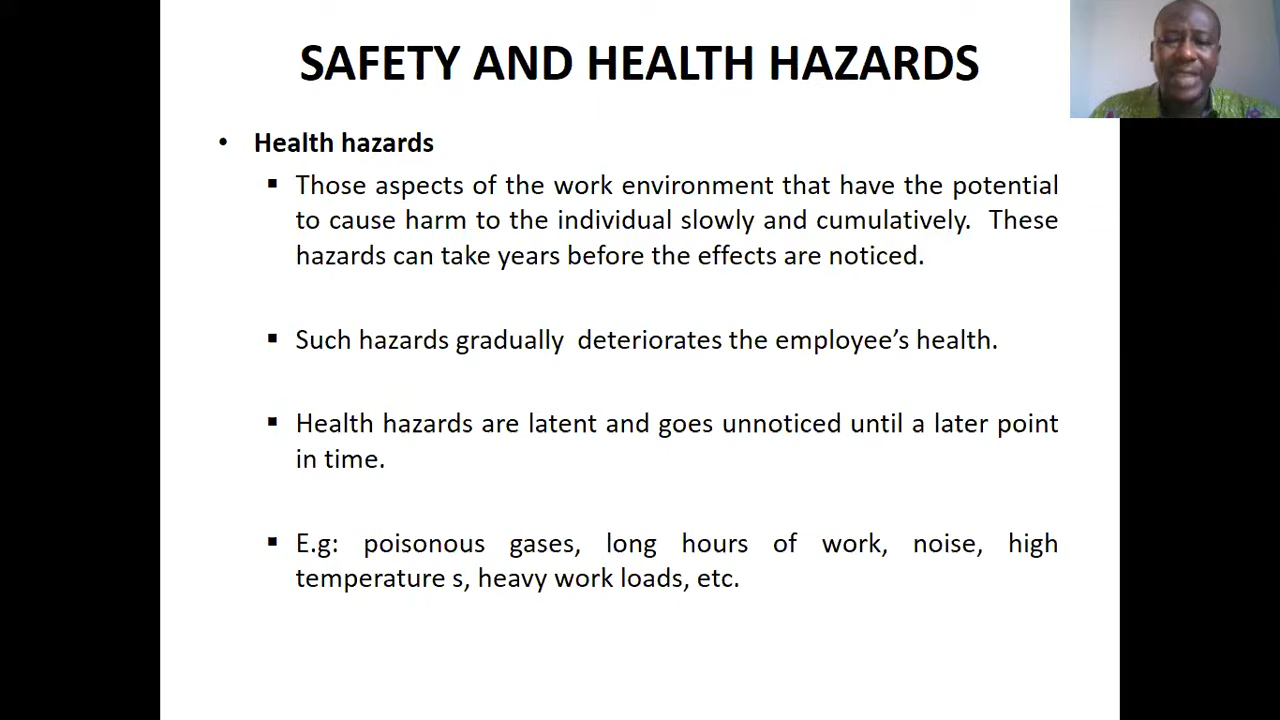 SAFETY AND HEALTH HAZARDS
• Health hazards
▪ Those aspects of the work environment that have the potential
to cause harm to the individual slowly and cumulatively.  These
hazards can take years before the effects are noticed.
▪ Such hazards gradually  deteriorates the employee’s health.
▪ Health hazards are latent and goes unnoticed until a later point
in time.
▪ E.g: poisonous gases, long hours of work, noise, high
temperature s, heavy work loads, etc.